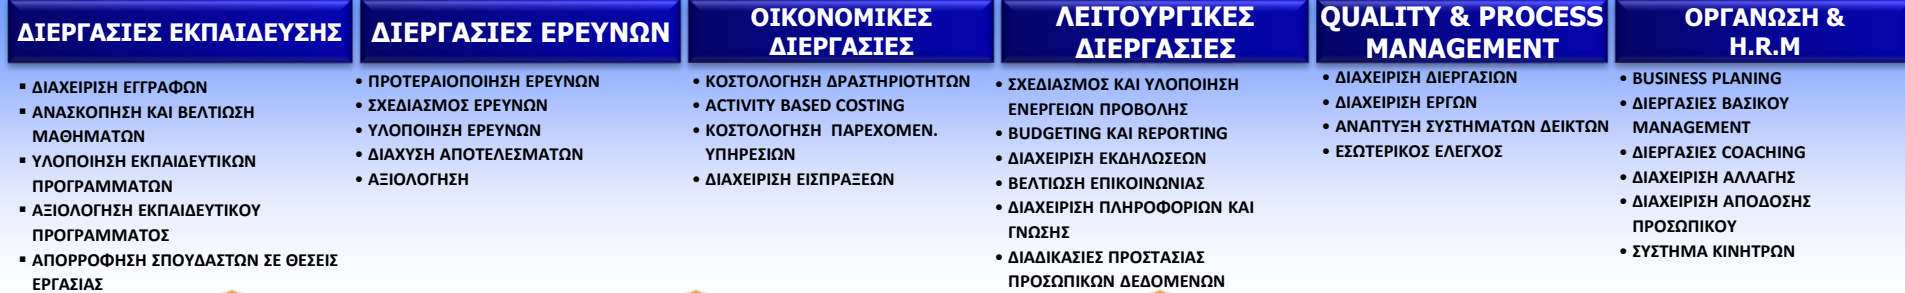 ΔΙΕΡΓΑΣΙΕΣ ΕΚΠΑΙΔΕΥΣΗΣ
▪ ΔΙΑΧΕΙΡΙΣΗ ΕΓΓΡΑΦΩΝ
▪ ΑΝΑΣΚΟΠΗΣΗ ΚΑΙ ΒΕΛΤΙΩΣΗ
ΜΑΘΗΜΑΤΩΝ
▪ ΥΛΟΠΟΙΗΣΗ ΕΚΠΑΙΔΕΥΤΙΚΩΝ
ΠΡΟΓΡΑΜΜΑΤΩΝ
▪ ΑΞΙΟΛΟΓΗΣΗ ΕΚΠΑΙΔΕΥΤΙΚΟΥ
ΠΡΟΓΡΑΜΜΑΤΟΣ
▪ ΑΠΟΡΡΟΦΗΣΗ ΣΠΟΥΔΑΣΤΩΝ ΣΕ ΘΕΣΕΙΣ
ΕΡΓΑΣΙΑΣ
ΔΙΕΡΓΑΣΙΕΣ ΕΡΕΥΝΩΝ
• ΠΡΟΤΕΡΑΙΟΠΟΙΗΣΗ ΕΡΕΥΝΩΝ
• ΣΧΕΔΙΑΣΜΟΣ ΕΡΕΥΝΩΝ
• ΥΛΟΠΟΙΗΣΗ ΕΡΕΥΝΩΝ
• ΔΙΑΧΥΣΗ ΑΠΟΤΕΛΕΣΜΑΤΩΝ
• ΑΞΙΟΛΟΓΗΣΗ
ΟΙΚΟΝΟΜΙΚΕΣ
ΔΙΕΡΓΑΣΙΕΣ
• ΚΟΣΤΟΛΟΓΗΣΗ ΔΡΑΣΤΗΡΙΟΤΗΤΩΝ
• ACTIVITY BASED COSTING
• ΚΟΣΤΟΛΟΓΗΣΗ ΠΑΡΕΧΟΜΕΝ.
ΥΠΗΡΕΣΙΩΝ
• ΔΙΑΧΕΙΡΙΣΗ ΕΙΣΠΡΑΞΕΩΝ
ΛΕΙΤΟΥΡΓΙΚΕΣ
ΔΙΕΡΓΑΣΙΕΣ
• ΣΧΕΔΙΑΣΜΟΣ ΚΑΙ ΥΛΟΠΟΙΗΣΗ
ΕΝΕΡΓΕΙΩΝ ΠΡΟΒΟΛΗΣ
• BUDGETING ΚΑΙ REPORTING
• ΔΙΑΧΕΙΡΙΣΗ ΕΚΔΗΛΩΣΕΩΝ
• ΒΕΛΤΙΩΣΗ ΕΠΙΚΟΙΝΩΝΙΑΣ
• ΔΙΑΧΕΙΡΙΣΗ ΠΛΗΡΟΦΟΡΙΩΝ ΚΑΙ
ΓΝΩΣΗΣ
• ΔΙΑΔΙΚΑΣΙΕΣ ΠΡΟΣΤΑΣΙΑΣ
ΠΡΟΣΩΠΙΚΩΝ ΔΕΔΟΜΕΝΩΝ
QUALITY & PROCESS
MANAGEMENT
• ΔΙΑΧΕΙΡΙΣΗ ΔΙΕΡΓΑΣΙΩΝ
• ΔΙΑΧΕΙΡΙΣΗ ΕΡΓΩΝ
• ΑΝΑΠΤΥΞΗ ΣΥΣΤΗΜΑΤΩΝ ΔΕΙΚΤΩΝ
• ΕΣΩΤΕΡΙΚΟΣ ΕΛΕΓΧΟΣ
ΟΡΓΑΝΩΣΗ &
H.R.M
• BUSINESS PLANING
• ΔΙΕΡΓΑΣΙΕΣ ΒΑΣΙΚΟΥ
MANAGEMENT
• ΔΙΕΡΓΑΣΙΕΣ COACHING
• ΔΙΑΧΕΙΡΙΣΗ ΑΛΛΑΓΗΣ
• ΔΙΑΧΕΙΡΙΣΗ ΑΠΟΔΟΣΗΣ
ΠΡΟΣΩΠΙΚΟΥ
• ΣΥΣΤΗΜΑ ΚΙΝΗΤΡΩΝ